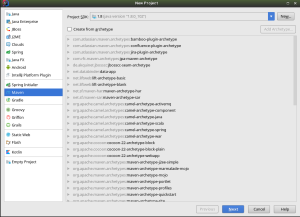 New Project
Java
Java Enterprise
JBoss
J2ME
Clouds
Spring
Java FX
Android
IntelliJ Platform Plugin
Spring Initializr
Maven
Gradle
Groovy
Griffon
Grails
Static Web
Flash
Kotlin
Empty Project
Project SDK:
New...
Create from archetype
Add Archetype...
com.atlassian.maven.archetypes:bamboo-plugin-archetype
com.atlassian.maven.archetypes:confluence-plugin-archetype
com.atlassian.maven.archetypes:jira-plugin-archetype
com.rfc.maven.archetypes:jpa-maven-archetype
de.akquinet.jbosscc:jbosscc-seam-archetype
net.databinder:data-app
net.liftweb:lift-archetype-basic
net.liftweb:lift-archetype-blank
net.sf.maven-har:maven-archetype-har
net.sf.maven-sar:maven-archetype-sar
org.apache.camel.archetypes:camel-archetype-activemq
org.apache.camel.archetypes:camel-archetype-component
org.apache.camel.archetypes:camel-archetype-java
org.apache.camel.archetypes:camel-archetype-scala
org.apache.camel.archetypes:camel-archetype-spring
org.apache.camel.archetypes:camel-archetype-war
org.apache.cocoon:cocoon-22-archetype-block
org.apache.cocoon:cocoon-22-archetype-block-plain
org.apache.cocoon:cocoon-22-archetype-webapp
org.apache.maven.archetypes:maven-archetype-j2ee-simple
org.apache.maven.archetypes:maven-archetype-marmalade-mojo
org.apache.maven.archetypes:maven-archetype-mojo
org.apache.maven.archetypes:maven-archetype-portlet
org.apache.maven.archetypes:maven-archetype-profiles
org.apache.maven.archetypes:maven-archetype-quickstart
Previous
Next
Cancel
Help